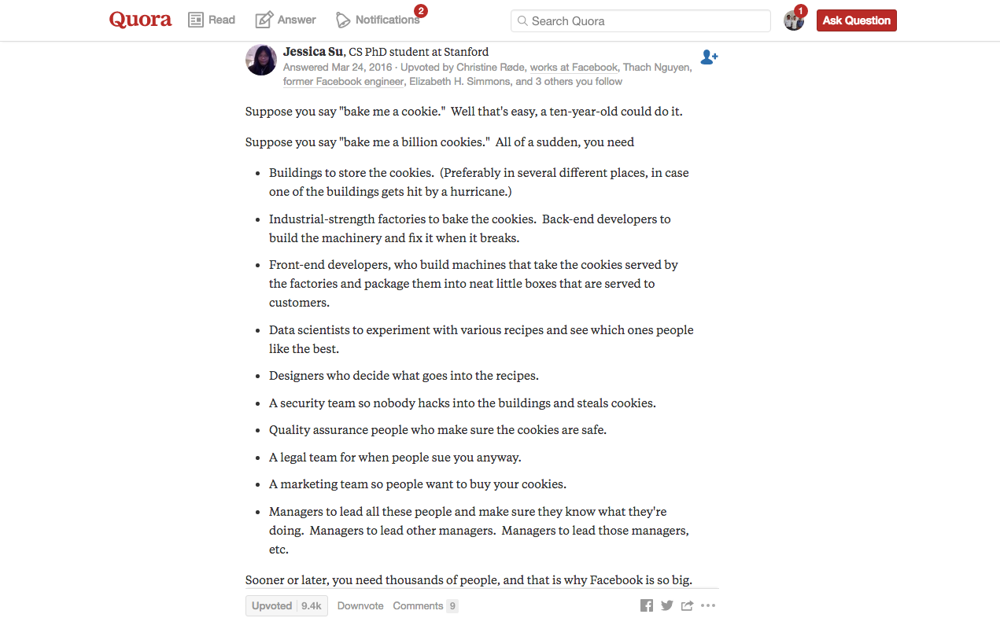 Quora Read Answer Notifications 2 Search Quora 1 Ask Question
Jessica Su, CS PhD student at Stanford
Answered Mar 24, 2016 · Upvoted by Christine Røde, works at Facebook, Thach Nguyen,
former Facebook engineer, Elizabeth H. Simmons, and 3 others you follow
Suppose you say "bake me a cookie."  Well that's easy, a ten-year-old could do it.
Suppose you say "bake me a billion cookies."  All of a sudden, you need
• Buildings to store the cookies.  (Preferably in several different places, in case
one of the buildings gets hit by a hurricane.)
• Industrial-strength factories to bake the cookies.  Back-end developers to
build the machinery and fix it when it breaks.
• Front-end developers, who build machines that take the cookies served by
the factories and package them into neat little boxes that are served to
customers.
• Data scientists to experiment with various recipes and see which ones people
like the best.
• Designers who decide what goes into the recipes.
• A security team so nobody hacks into the buildings and steals cookies.
• Quality assurance people who make sure the cookies are safe.
• A legal team for when people sue you anyway.
• A marketing team so people want to buy your cookies.
• Managers to lead all these people and make sure they know what they're
doing.  Managers to lead other managers.  Managers to lead those managers,
etc.
Sooner or later, you need thousands of people, and that is why Facebook is so big.
Upvoted 9.4k Downvote Comments 9